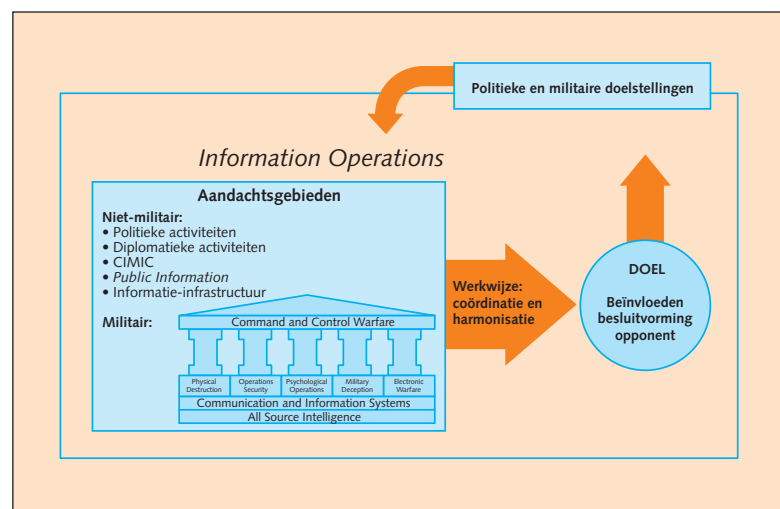 Politieke en militaire doelstellingen
Information Operations
Aandachtsgebieden
Niet-militair:
• Politieke activiteiten
• Diplomatieke activiteiten
• CIMIC
• Public Information
• Informatie-infrastructuur
Militair:
Command and Control Warfare
Physical
Destruction
Operations
Security
Psychological
Operations
Military
Deception
Electronic
Warfare
Communication and Information Systems
All Source Intelligence
Werkwijze:
coördinatie en
harmonisatie
DOEL
Beïnvloeden
besluitvorming
opponent